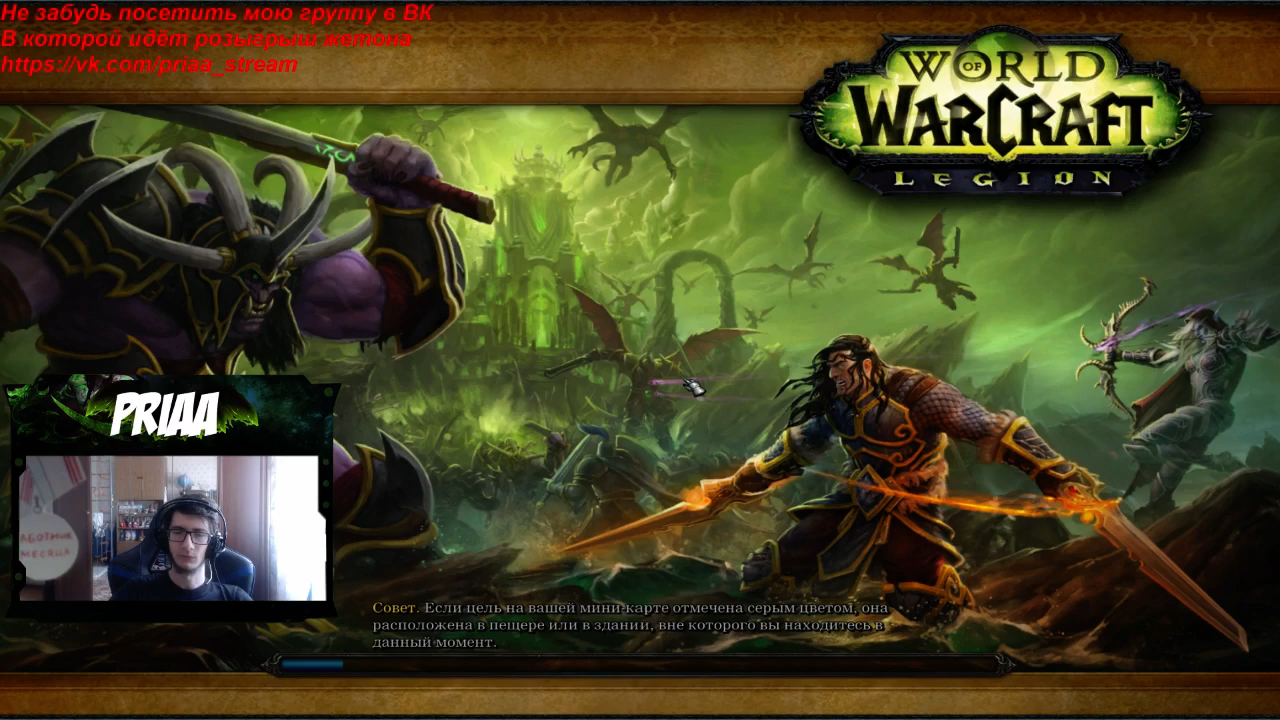 Не забудь посетить мою группу в ВК
В которой идёт розыгрыш жетона
https://vk.com/priaa_stream
WORLD
OF
WARCRAFT
LEGION
PRIAA
АБОТНИК
МЕСЯЦА
Совет. Если цель на вашей мини-карте отмечена серым цветом, она
расположена в пещере или в здании, вне которого вы находитесь в
данный момент.